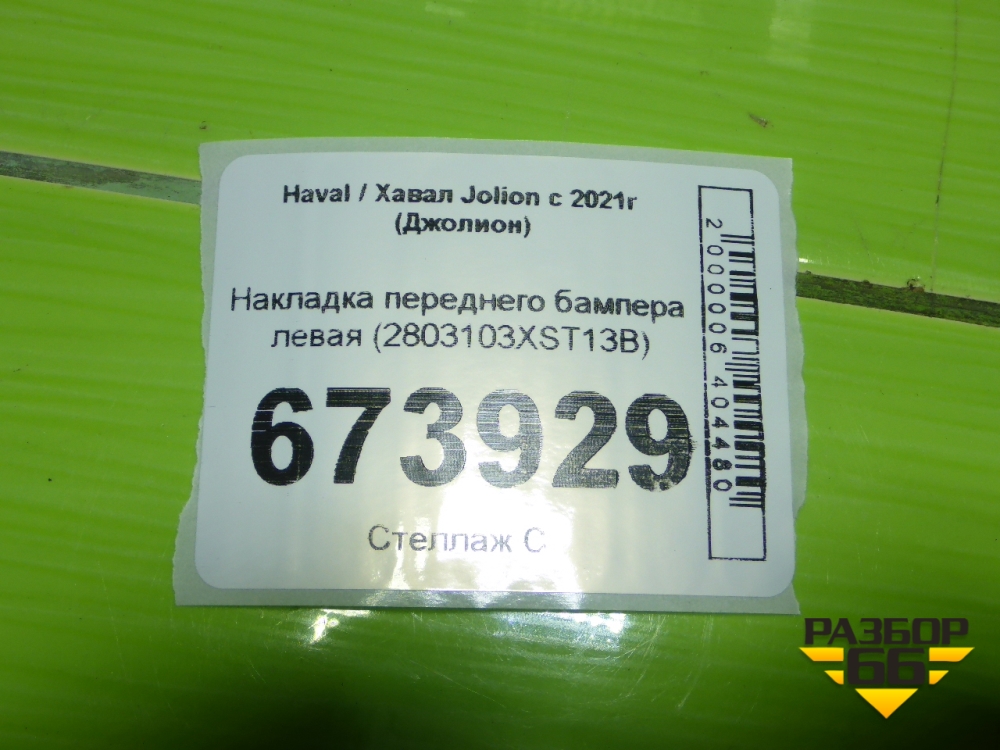 Haval / Хавал Jolion с 2021г
(Джолион)
Накладка переднего бампера
левая (2803103XST13B)
673929
Стеллаж С
2000006404480
РАЗБОР
66